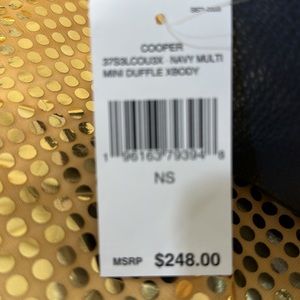 COOPER
37S3LCOU3X NAVY MULTI
MINI DUFFLE XBODY
1 96163 79394 8
NS
MSRP $248.00